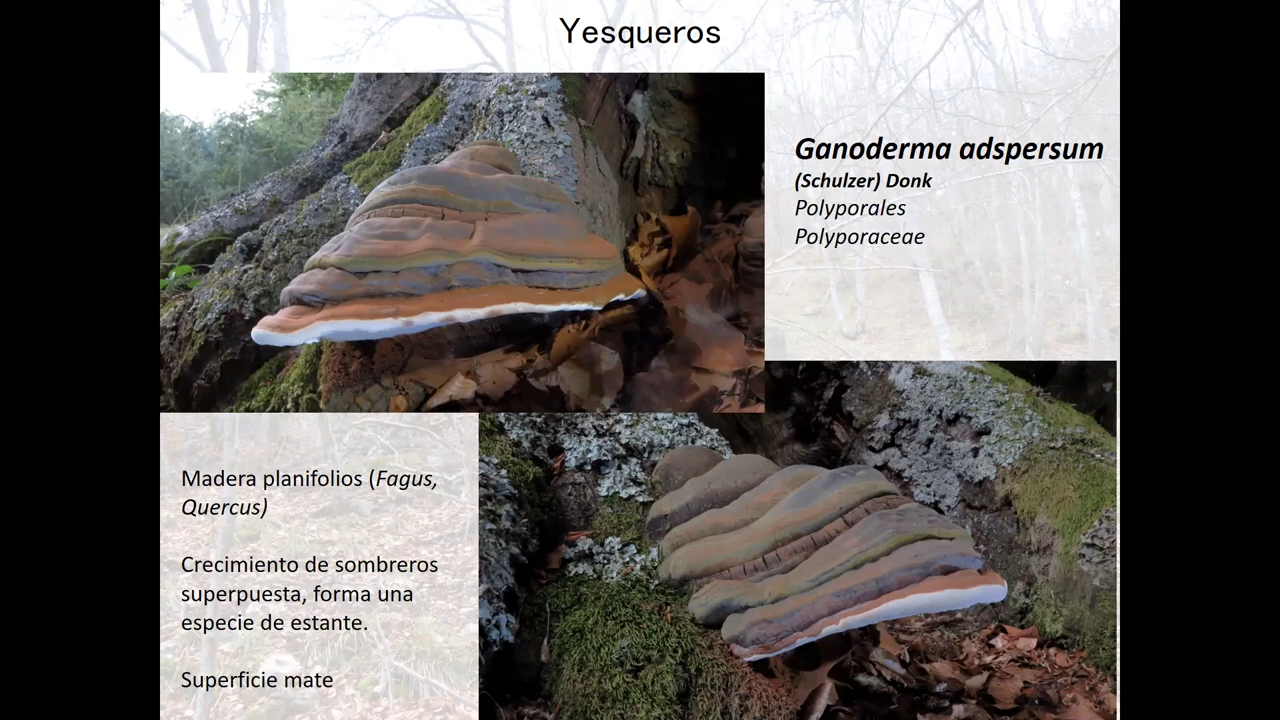 Yesqueros
Ganoderma adspersum
(Schulzer) Donk
Polyporales
Polyporaceae
Madera planifolios (Fagus,
Quercus)
Crecimiento de sombreros
superpuesta, forma una
especie de estante.
Superficie mate